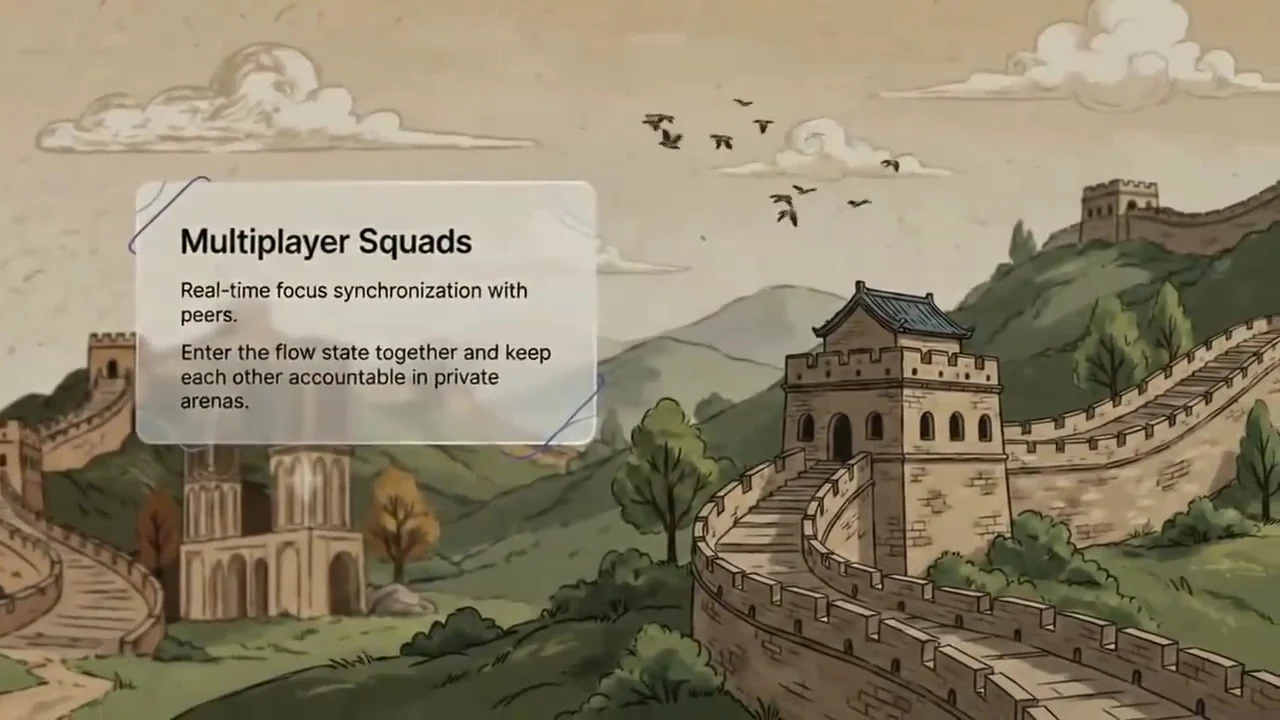 Multiplayer Squads
Real-time focus synchronization with
peers.
Enter the flow state together and keep
each other accountable in private
arenas.